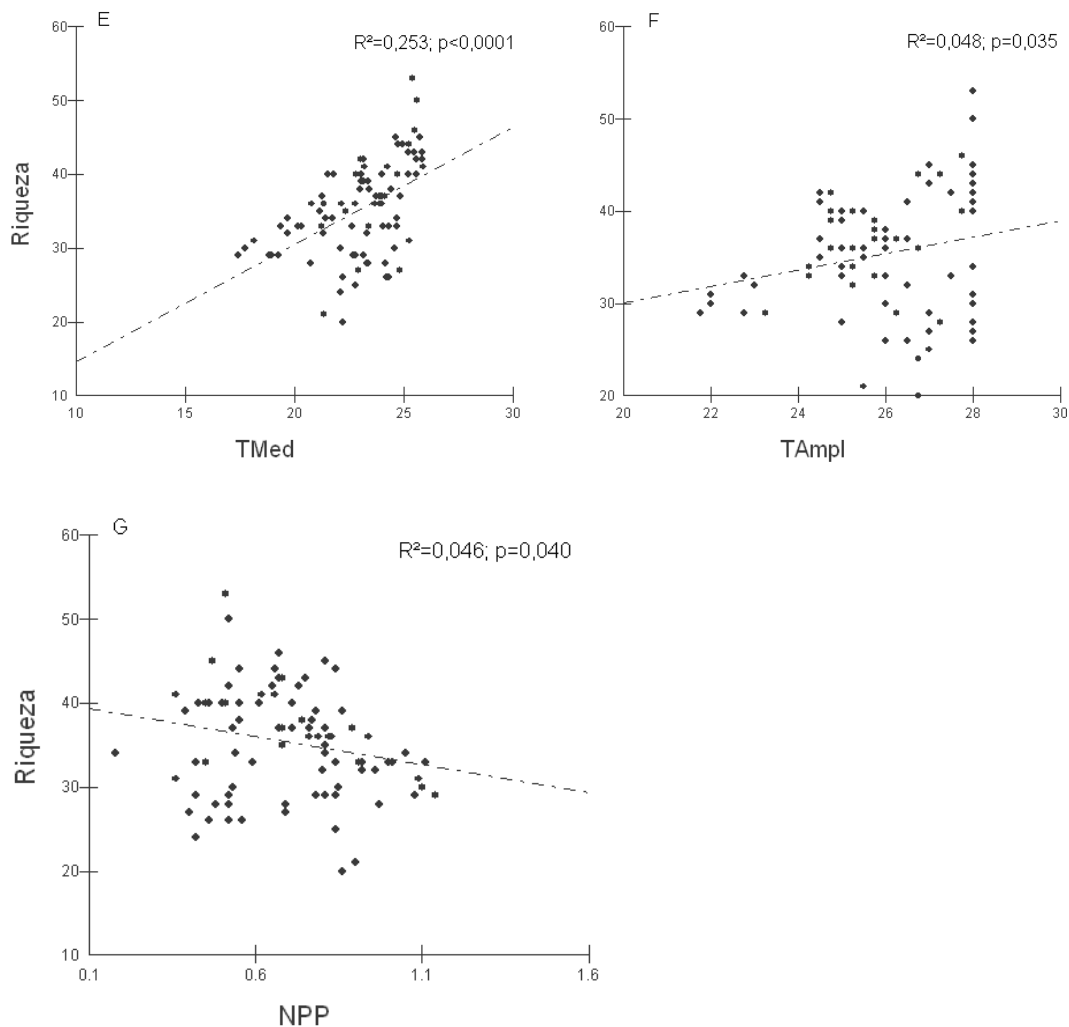 E
R²=0,253; p<0,0001
60
50
40
30
20
10
Riqueza
10 15 20 25 30
TMed
F
R²=0,048; p=0,035
60
50
40
30
20
20 22 24 26 28 30
TAmpl
G
R²=0,046; p=0,040
60
50
40
30
20
10
Riqueza
0.1 0.6 1.1 1.6
NPP